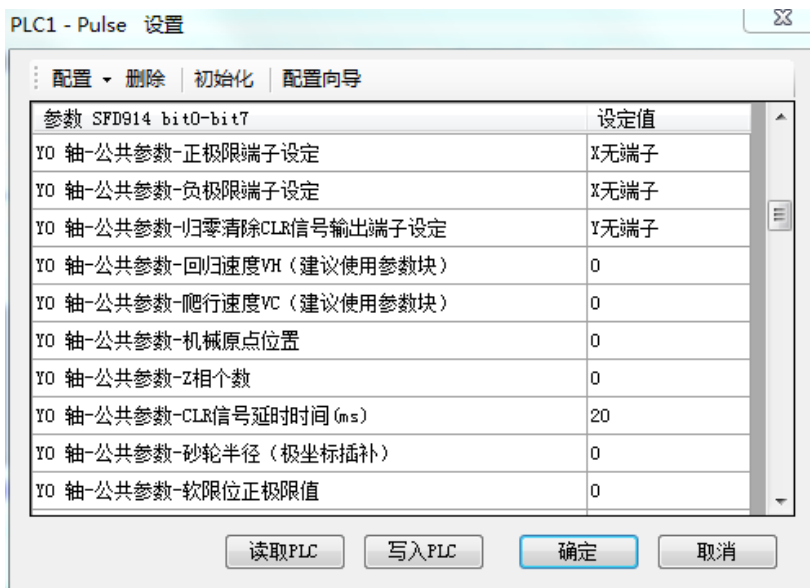 PLC1 - Pulse 设置
配置 删除 初始化 配置向导
参数 SFD914 bit0-bit7 设定值
Y0 轴-公共参数-正极限端子设定 X无端子
Y0 轴-公共参数-负极限端子设定 X无端子
Y0 轴-公共参数-归零清除CLR信号输出端子设定 Y无端子
Y0 轴-公共参数-回归速度VH（建议使用参数块） 0
Y0 轴-公共参数-爬行速度VC（建议使用参数块） 0
Y0 轴-公共参数-机械原点位置 0
Y0 轴-公共参数-Z相个数 0
Y0 轴-公共参数-CLR信号延时时间(ms) 20
Y0 轴-公共参数-砂轮半径（极坐标插补） 0
Y0 轴-公共参数-软限位正极限值 0
读取PLC 写入PLC 确定 取消